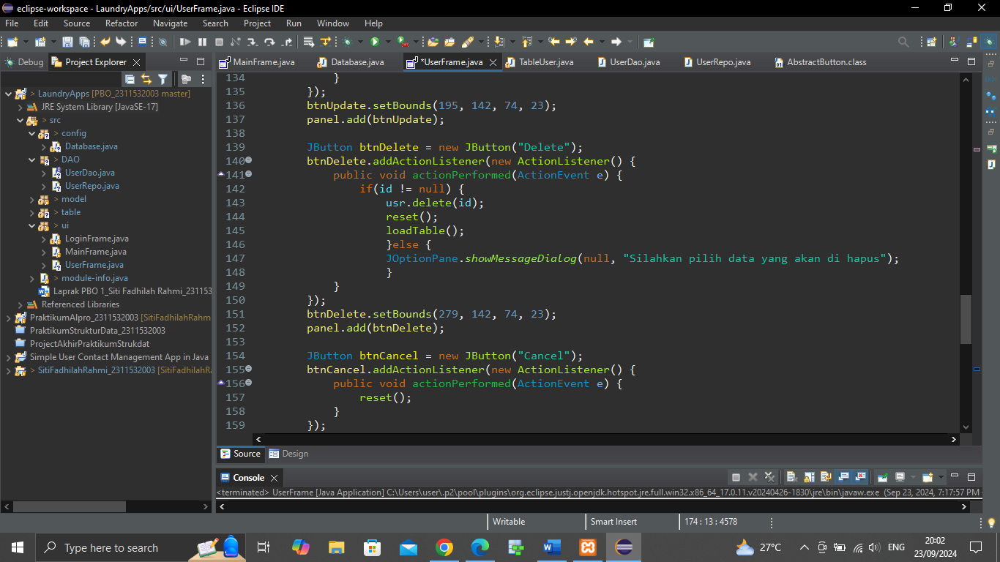 eclipse-workspace - LaundryApps/src/ui/UserFrame.java - Eclipse IDE
File Edit Source Refactor Navigate Search Project Run Window Help
Debug Project Explorer
MainFrame.java Database.java *UserFrame.java TableUser.java UserDao.java UserRepo.java AbstractButton.class
> LaundryApps [PBO_2311532003 master]
JRE System Library [JavaSE-17]
> src
> config
Database.java
> DAO
UserDao.java
UserRepo.java
> model
> table
> ui
LoginFrame.java
MainFrame.java
UserFrame.java
> module-info.java
Laprak PBO 1_Siti Fadhilah Rahmi_231153
Referenced Libraries
PraktikumAlpro_2311532003 [SitiFadhilahRahm
PraktikumStrukturData_2311532003
ProjectAkhirPraktikumStrukdat
Simple User Contact Management App in Java
> SitiFadhilahRahmi_2311532003 [SitiFadhilahRa
134 }
135 });
136 btnUpdate.setBounds(195, 142, 74, 23);
137 panel.add(btnUpdate);
138
139 JButton btnDelete = new JButton("Delete");
140 btnDelete.addActionListener(new ActionListener() {
141 public void actionPerformed(ActionEvent e) {
142 if(id != null) {
143 usr.delete(id);
144 reset();
145 loadTable();
146 }else {
147 JOptionPane.showMessageDialog(null, "Silahkan pilih data yang akan di hapus");
148 }
149 }
150 });
151 btnDelete.setBounds(279, 142, 74, 23);
152 panel.add(btnDelete);
153
154 JButton btnCancel = new JButton("Cancel");
155 btnCancel.addActionListener(new ActionListener() {
156 public void actionPerformed(ActionEvent e) {
157 reset();
158 }
159 });
Source Design
Console
<terminated> UserFrame [Java Application] C:\Users\user\.p2\pool\plugins\org.eclipse.justj.openjdk.hotspot.jre.full.win32.x86_64_17.0.11.v20240426-1830\jre\bin\javaw.exe (Sep 23, 2024, 7:17:57 PM -
Writable Smart Insert 174 : 13 : 4578
Type here to search
27°C ENG 20:02
23/09/2024